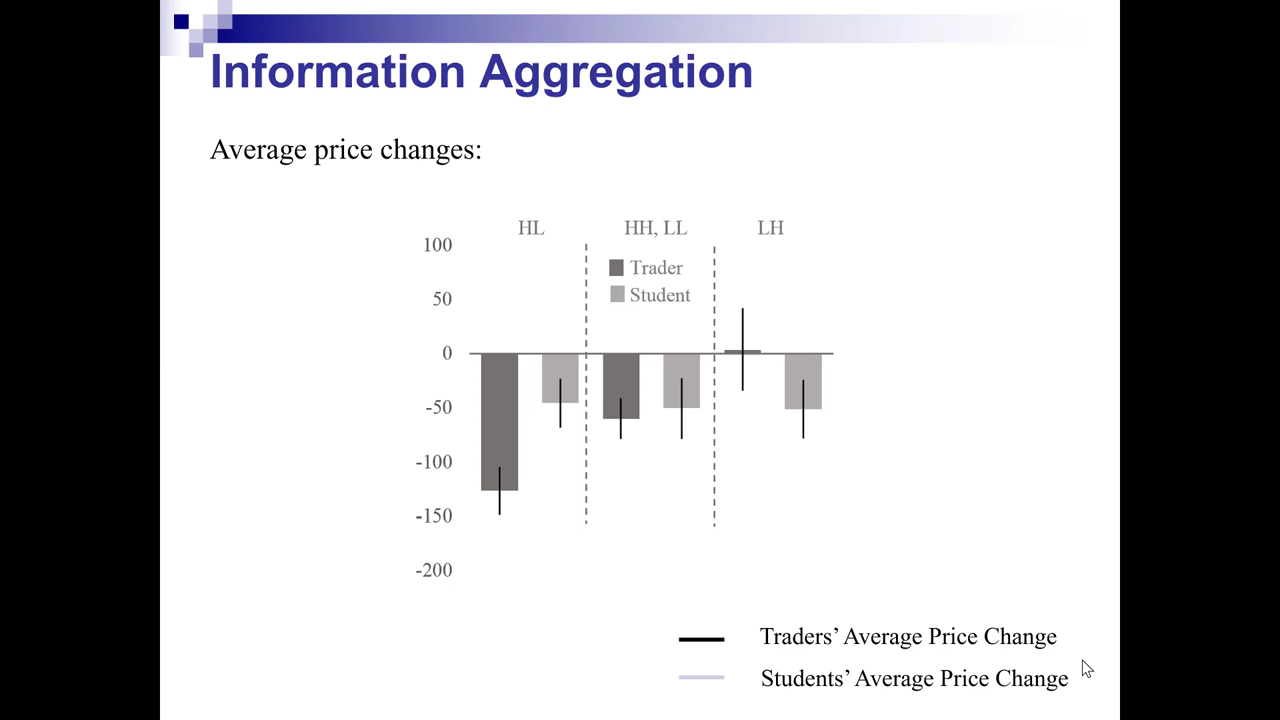 Information Aggregation
Average price changes:
HL
HH, LL
LH
100
Trader
50
Student
0
-50
-100
-150
-200
Traders’ Average Price Change
Students’ Average Price Change